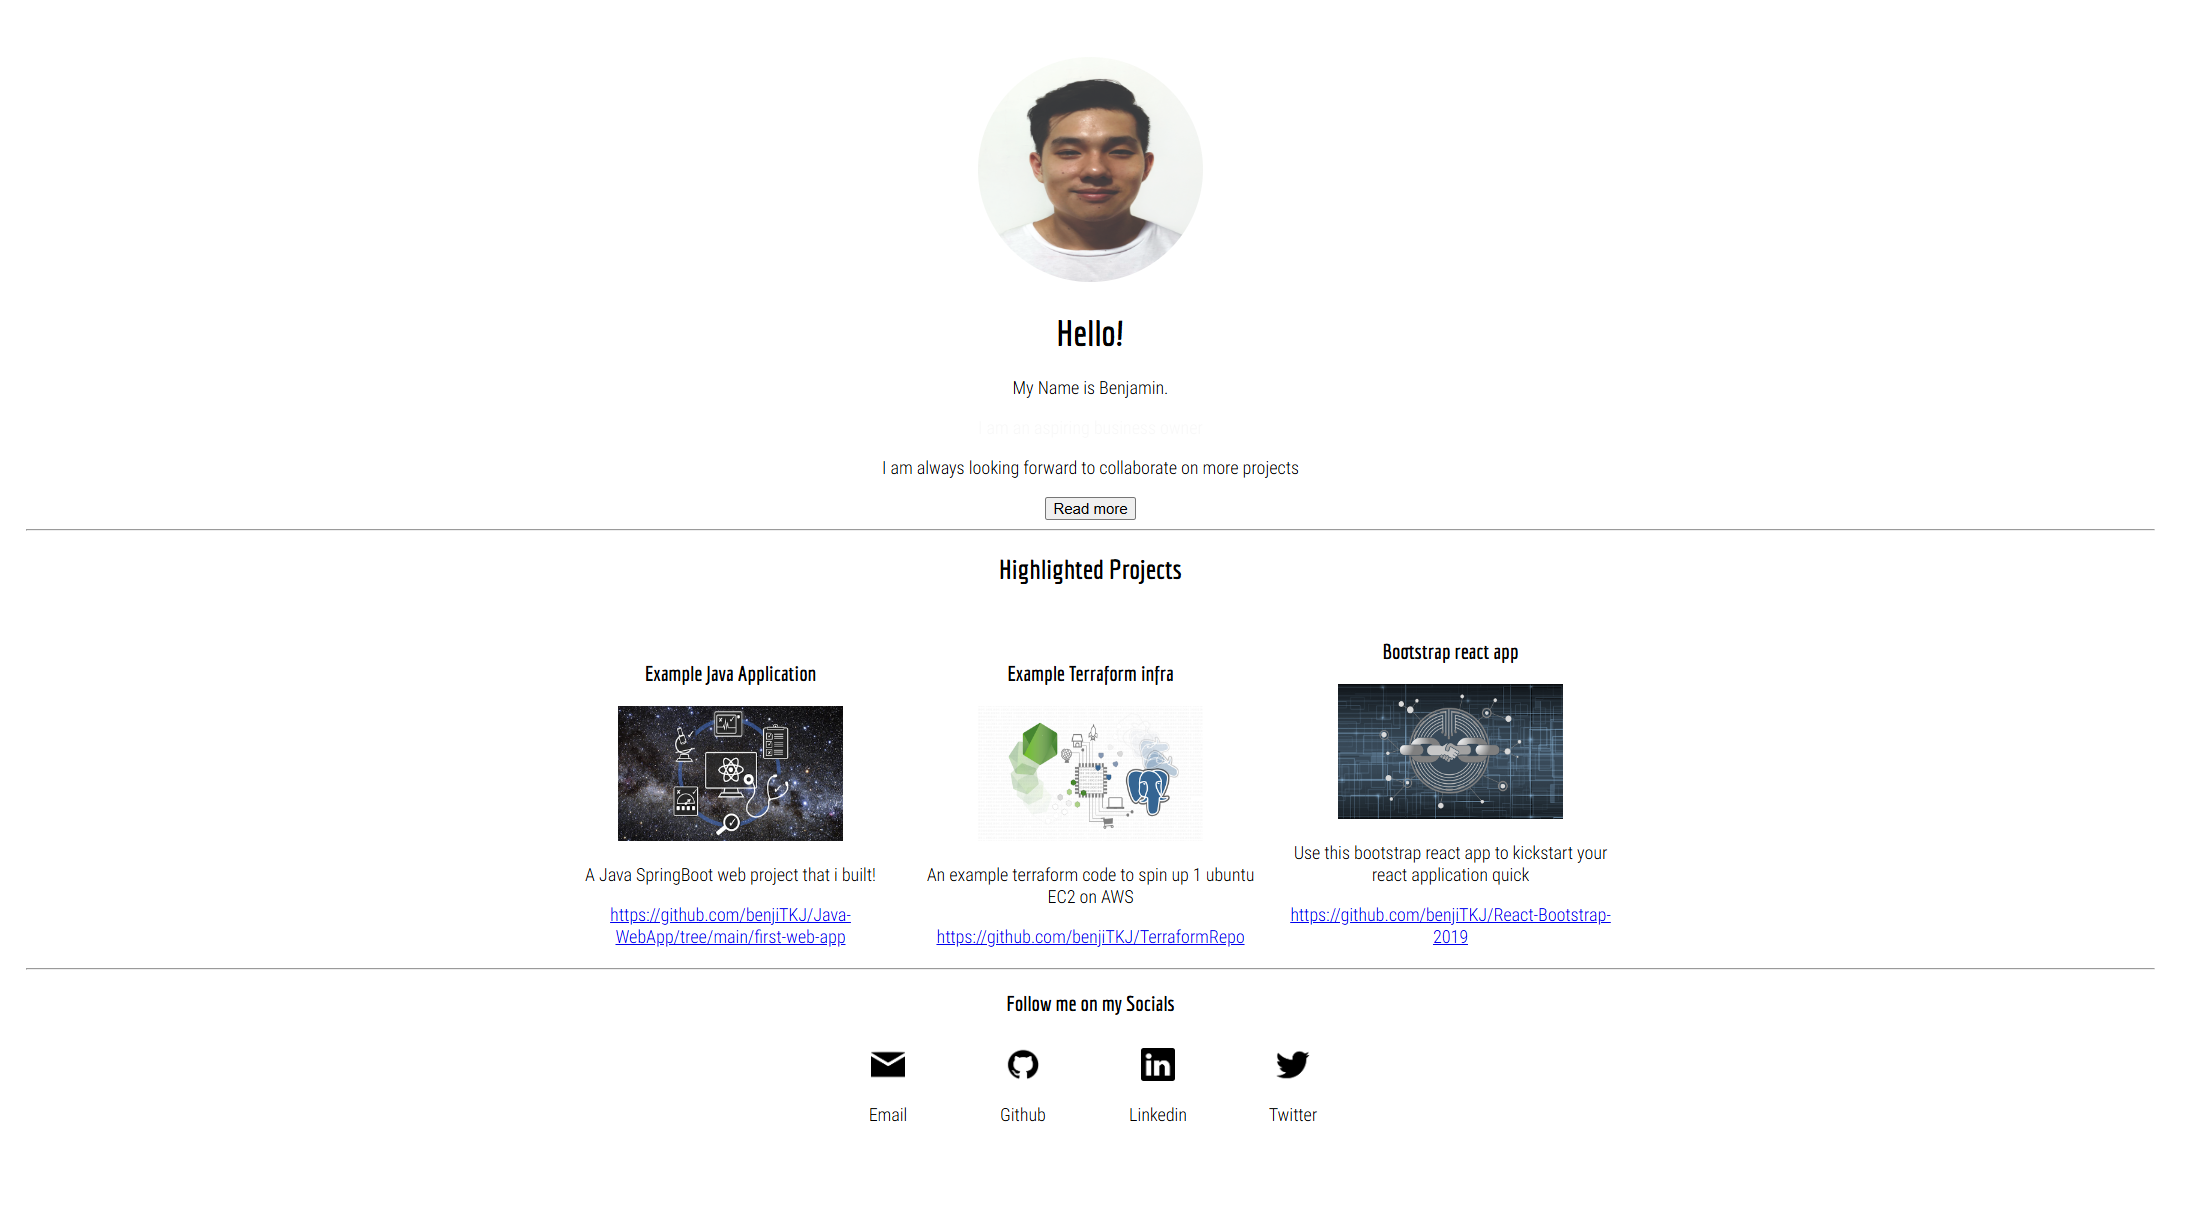 Hello!
My Name is Benjamin.
I am an aspiring business owner
I am always looking forward to collaborate on more projects
Read more
Highlighted Projects
Example Java Application
A Java SpringBoot web project that i built!
https://github.com/benjiTKJ/Java-
WebApp/tree/main/first-web-app
Example Terraform infra
An example terraform code to spin up 1 ubuntu
EC2 on AWS
https://github.com/benjiTKJ/TerraformRepo
Bootstrap react app
Use this bootstrap react app to kickstart your
react application quick
https://github.com/benjiTKJ/React-Bootstrap-
2019
Follow me on my Socials
Email
Github
Linkedin
Twitter